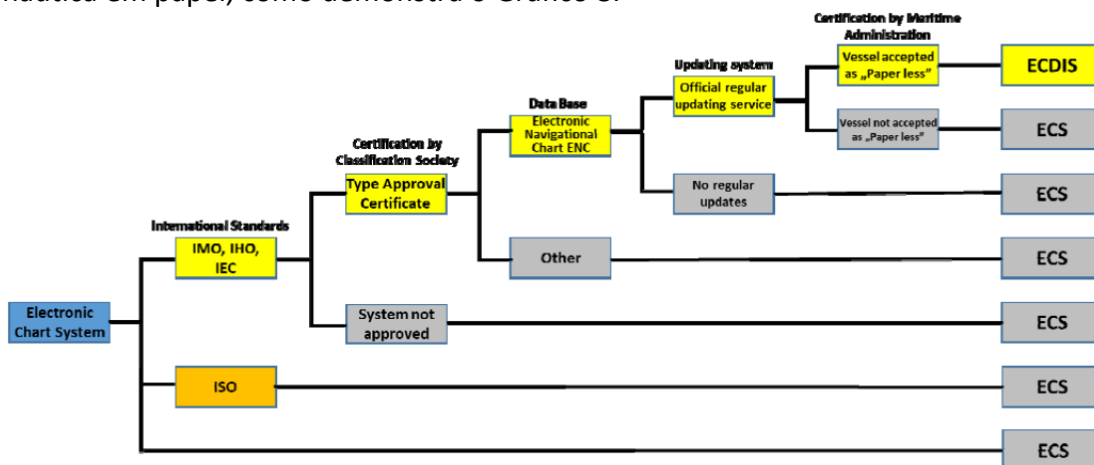 náutica em papel, como demonstra o Gráfico 3.
Certification by Meritime
Administration
Vessel accepted
as „Paper less”
ECDIS
Updating system
Official regular
updating service
Data Base
Electronic
Navigational
Chart ENC
Vessel not accepted
as „Paper less”
ECS
Certification by
Classification Society
Type Approval
Certificate
No regular
updates
ECS
International Standards
IMO, IHO,
IEC
Other
ECS
Electronic
Chart System
System not
approved
ECS
ISO
ECS
ECS